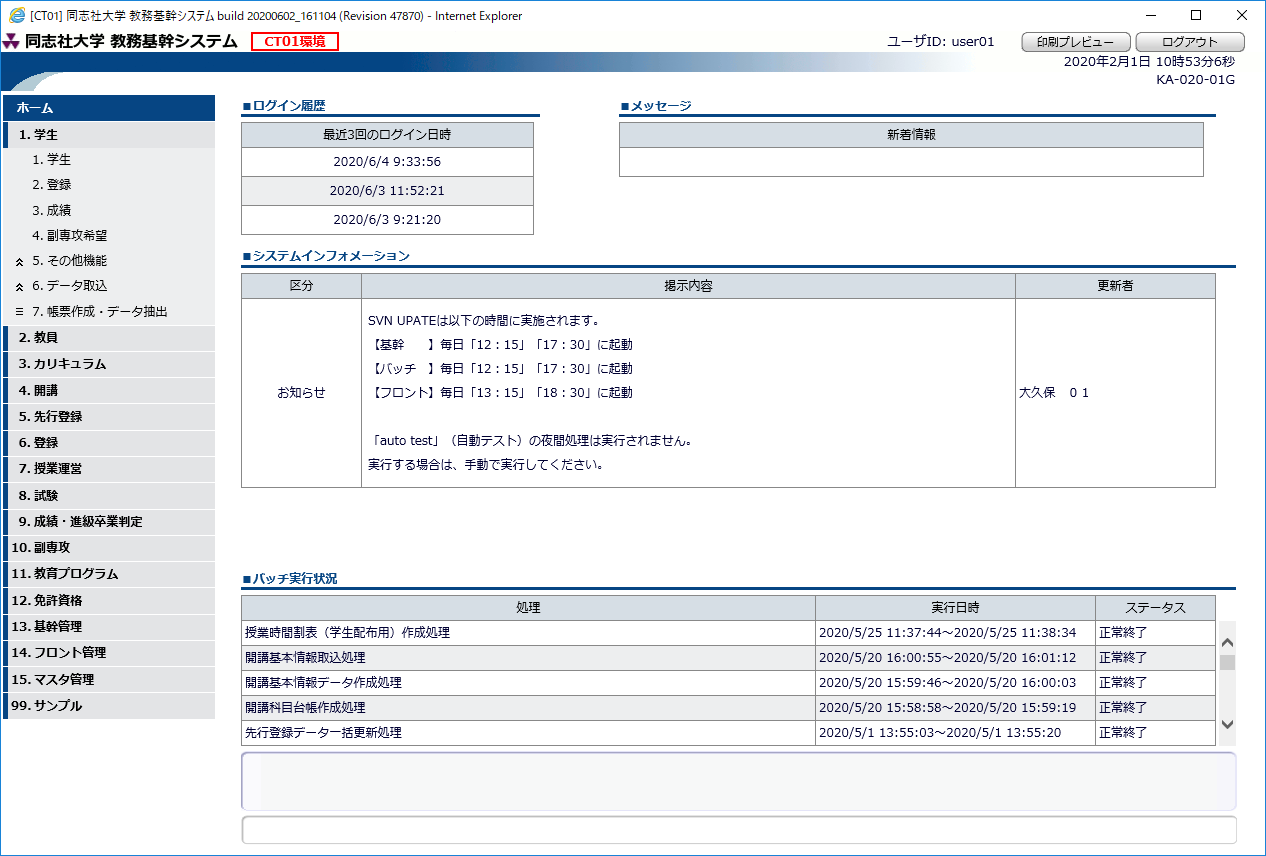 [CT01] 同志社大学 教務基幹システム build 20200602_161104 (Revision 47870) - Internet Explorer
同志社大学 教務基幹システム CT01環境 ユーザID: user01 印刷プレビュー ログアウト
2020年2月1日 10時53分6秒
KA-020-01G
ホーム
1. 学生
1. 学生
2. 登録
3. 成績
4. 副専攻希望
5. その他機能
6. データ取込
7. 帳票作成・データ抽出
2. 教員
3. カリキュラム
4. 開講
5. 先行登録
6. 登録
7. 授業運営
8. 試験
9. 成績・進級卒業判定
10. 副専攻
11. 教育プログラム
12. 免許資格
13. 基幹管理
14. フロント管理
15. マスタ管理
99. サンプル
■ログイン履歴
最近3回のログイン日時
2020/6/4 9:33:56
2020/6/3 11:52:21
2020/6/3 9:21:20
■メッセージ
新着情報
■システムインフォメーション
区分 掲示内容 更新者
お知らせ
SVN UPATEは以下の時間に実施されます。
【基幹　　】毎日「12：15」「17：30」に起動
【バッチ　】毎日「12：15」「17：30」に起動
【フロント】毎日「13：15」「18：30」に起動
「auto test」（自動テスト）の夜間処理は実行されません。
実行する場合は、手動で実行してください。
大久保　０１
■バッチ実行状況
処理 実行日時 ステータス
授業時間割表（学生配布用）作成処理 2020/5/25 11:37:44～2020/5/25 11:38:34 正常終了
開講基本情報取込処理 2020/5/20 16:00:55～2020/5/20 16:01:12 正常終了
開講基本情報データ作成処理 2020/5/20 15:59:46～2020/5/20 16:00:03 正常終了
開講科目台帳作成処理 2020/5/20 15:58:58～2020/5/20 15:59:19 正常終了
先行登録データ一括更新処理 2020/5/1 13:55:03～2020/5/1 13:55:20 正常終了